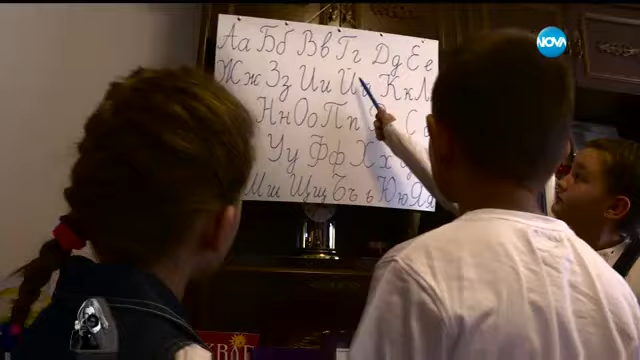 NOVA
Аа Бб Вв Гг Дд Ее
Жж Зз Ии Й Кк Л
Нн Оо Пп С
Уу Фф Хх
Шш Щщ Ъъ ь Юю Яя